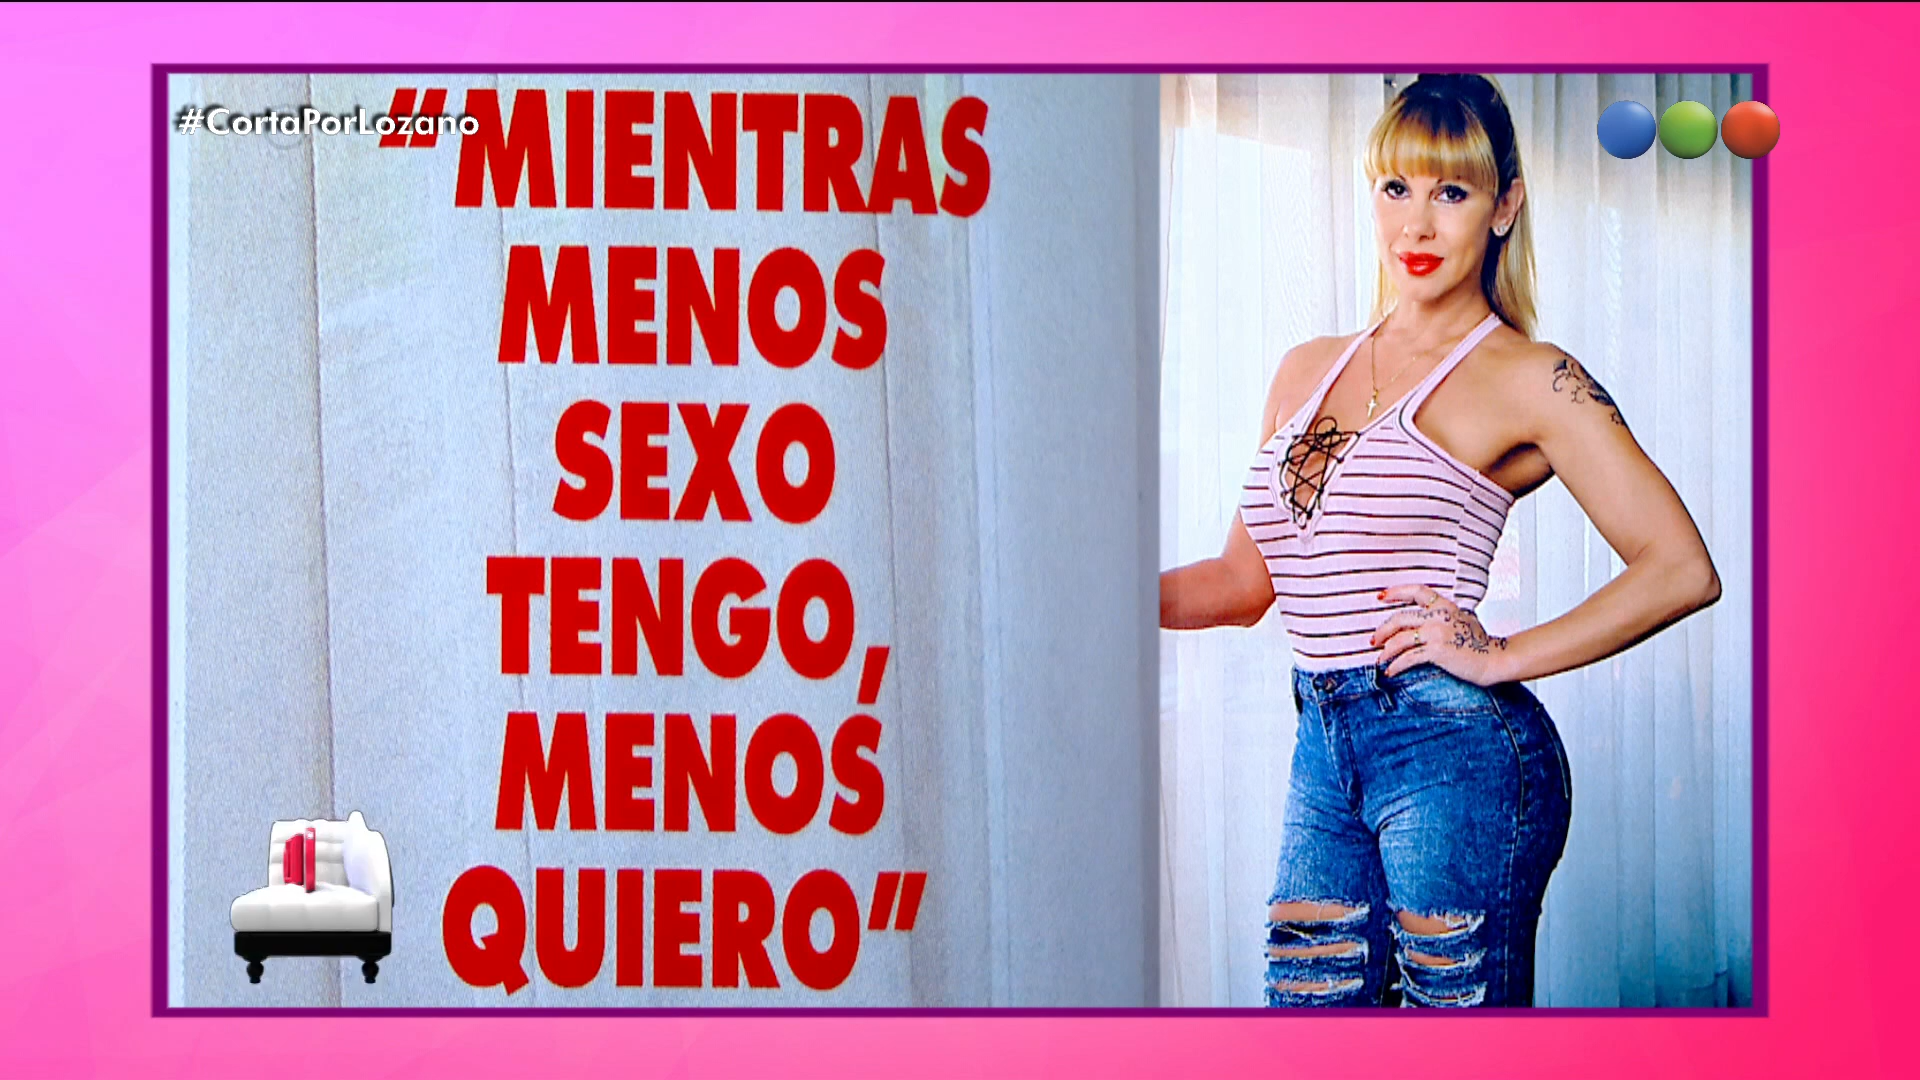 #CortaPorLozano
“MIENTRAS
MENOS
SEXO
TENGO,
MENOS
QUIERO”